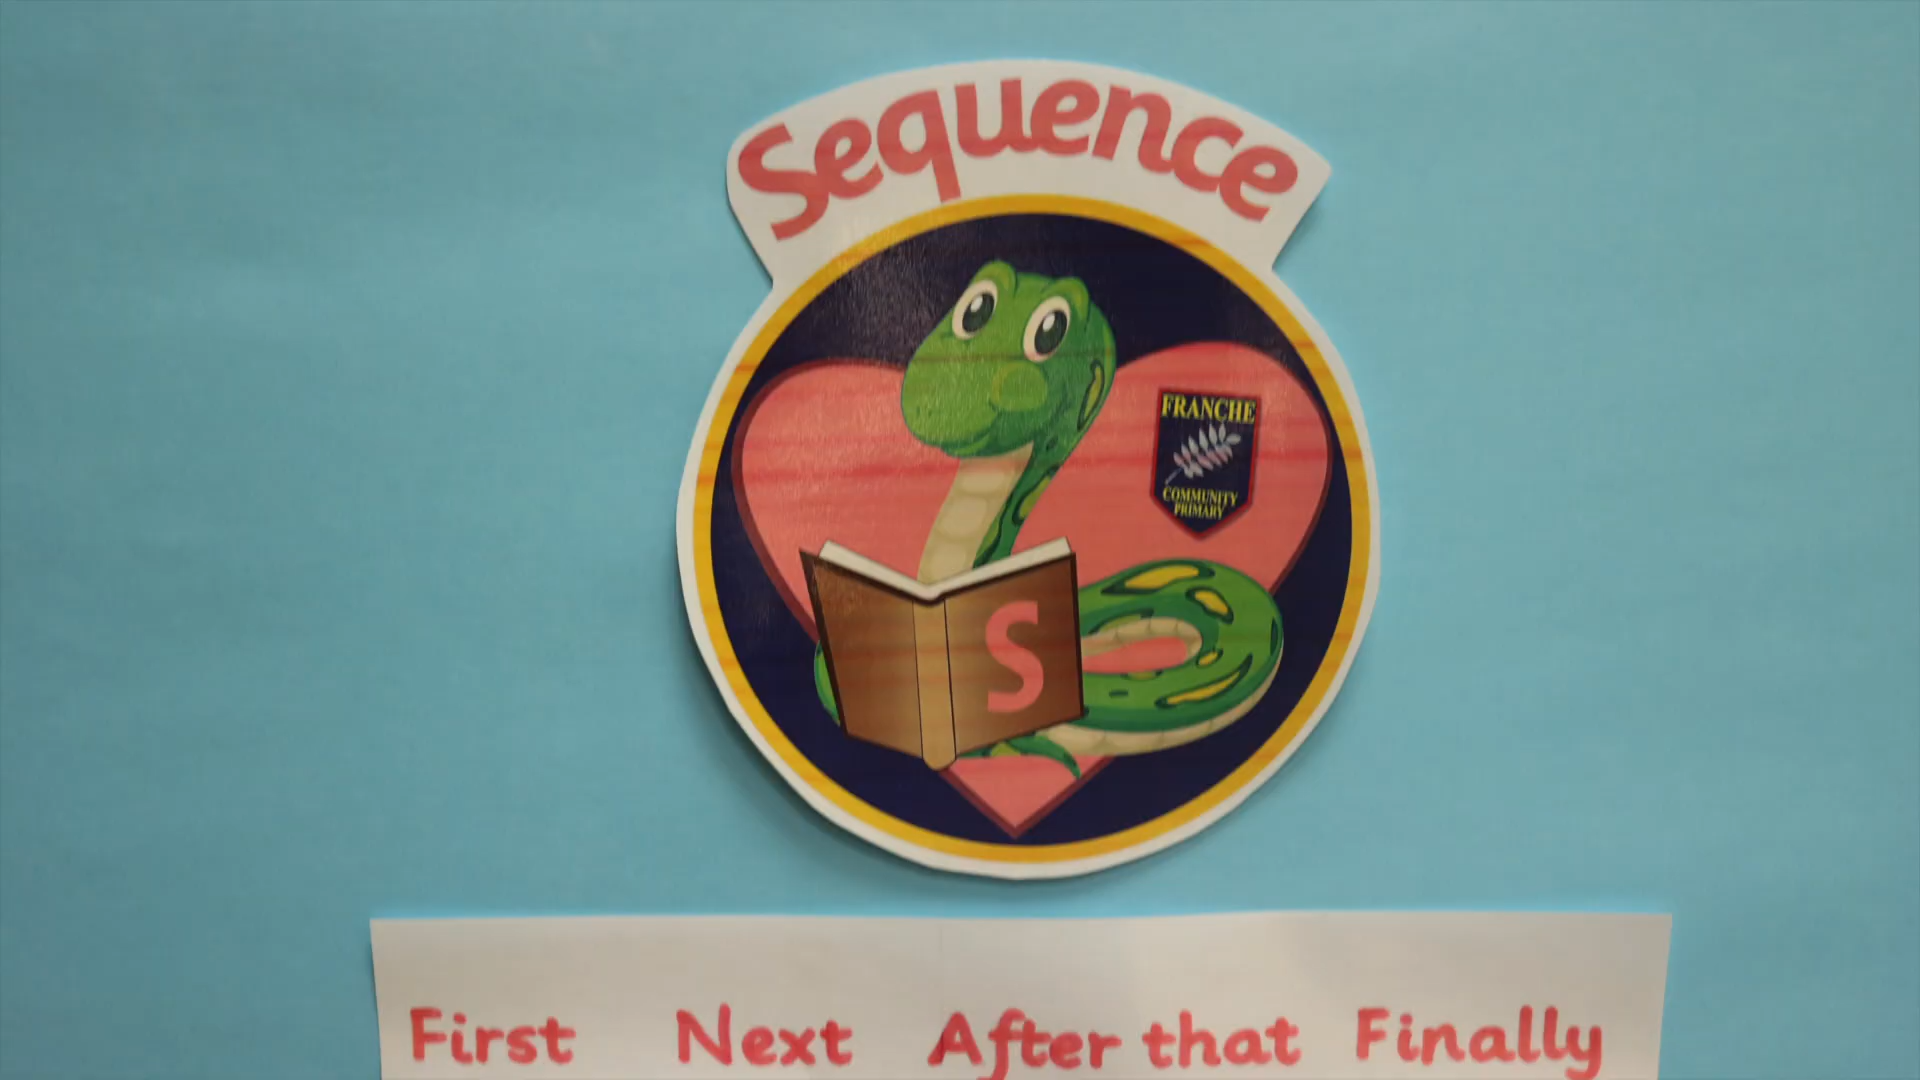 Sequence
FRANCHE
COMMUNITY
PRIMARY
S
First Next After that Finally